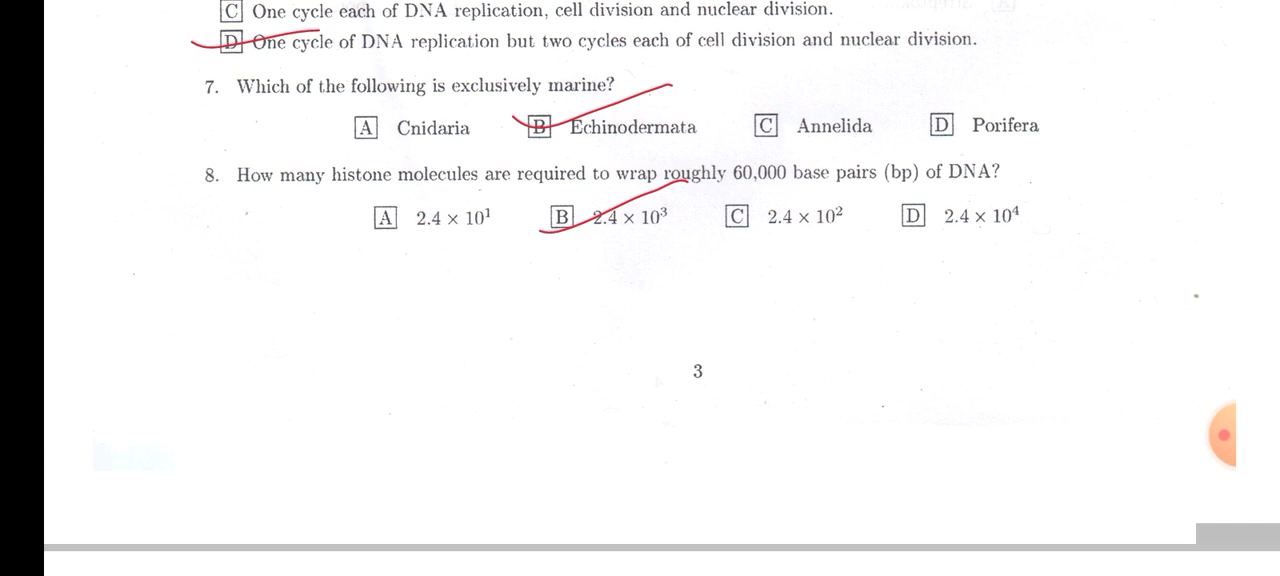 C One cycle each of DNA replication, cell division and nuclear division.
D One cycle of DNA replication but two cycles each of cell division and nuclear division.
7. Which of the following is exclusively marine?
A Cnidaria B Echinodermata C Annelida D Porifera
8. How many histone molecules are required to wrap roughly 60,000 base pairs (bp) of DNA?
A 2.4 × 10¹ B 2.4 × 10³ C 2.4 × 10² D 2.4 × 10⁴
3